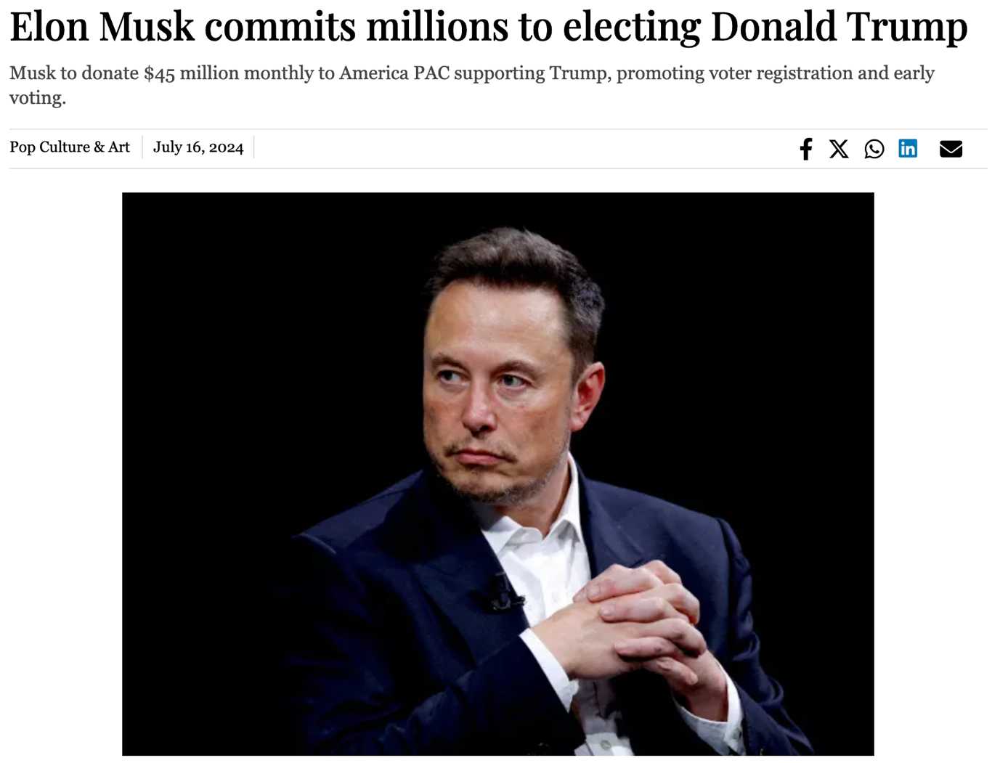 Elon Musk commits millions to electing Donald Trump
Musk to donate $45 million monthly to America PAC supporting Trump, promoting voter registration and early
voting.
Pop Culture & Art
July 16, 2024